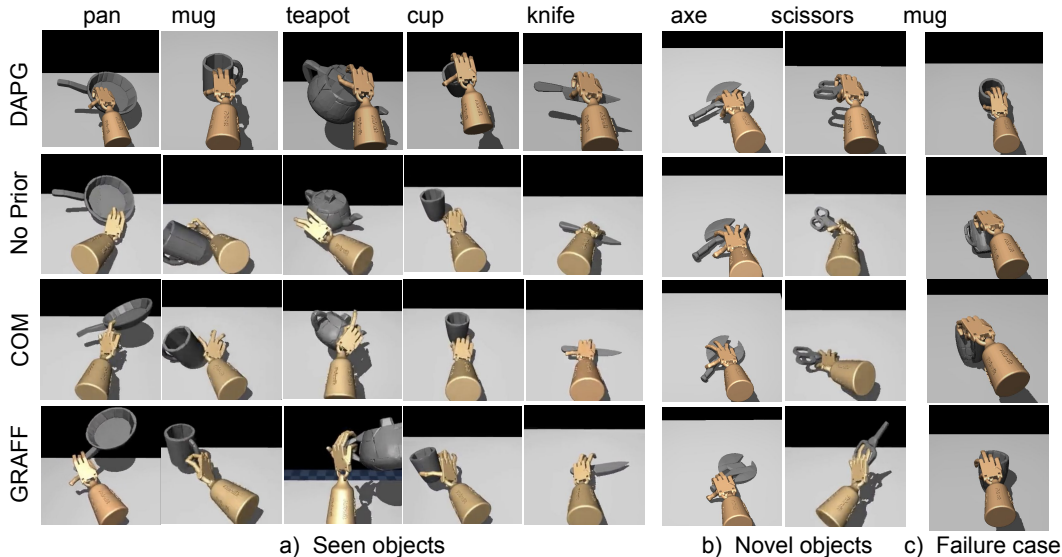 pan mug teapot cup knife axe scissors mug
DAPG
No Prior
COM
GRAFF
a) Seen objects b) Novel objects c) Failure case